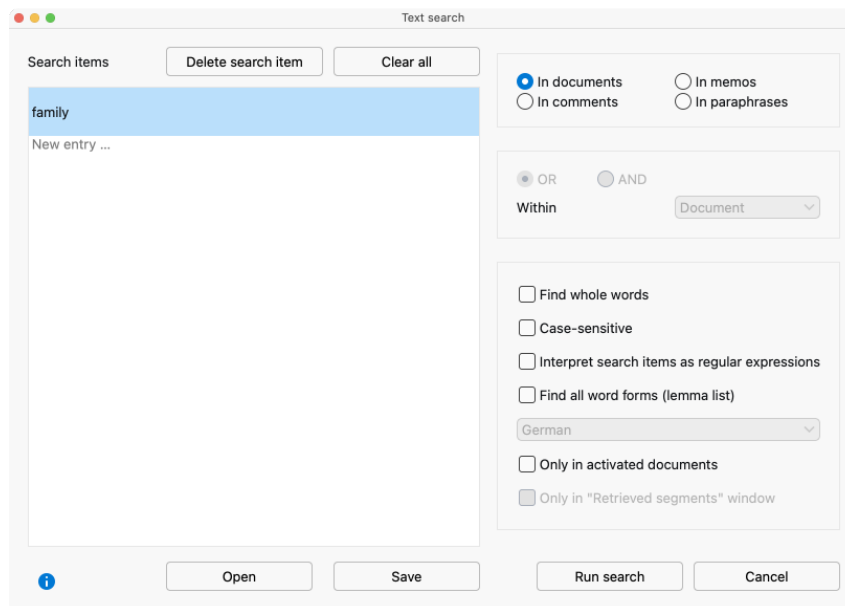 Text search
Search items
Delete search item
Clear all
family
New entry ...
In documents
In memos
In comments
In paraphrases
OR
AND
Within
Document
Find whole words
Case-sensitive
Interpret search items as regular expressions
Find all word forms (lemma list)
German
Only in activated documents
Only in "Retrieved segments" window
Open
Save
Run search
Cancel